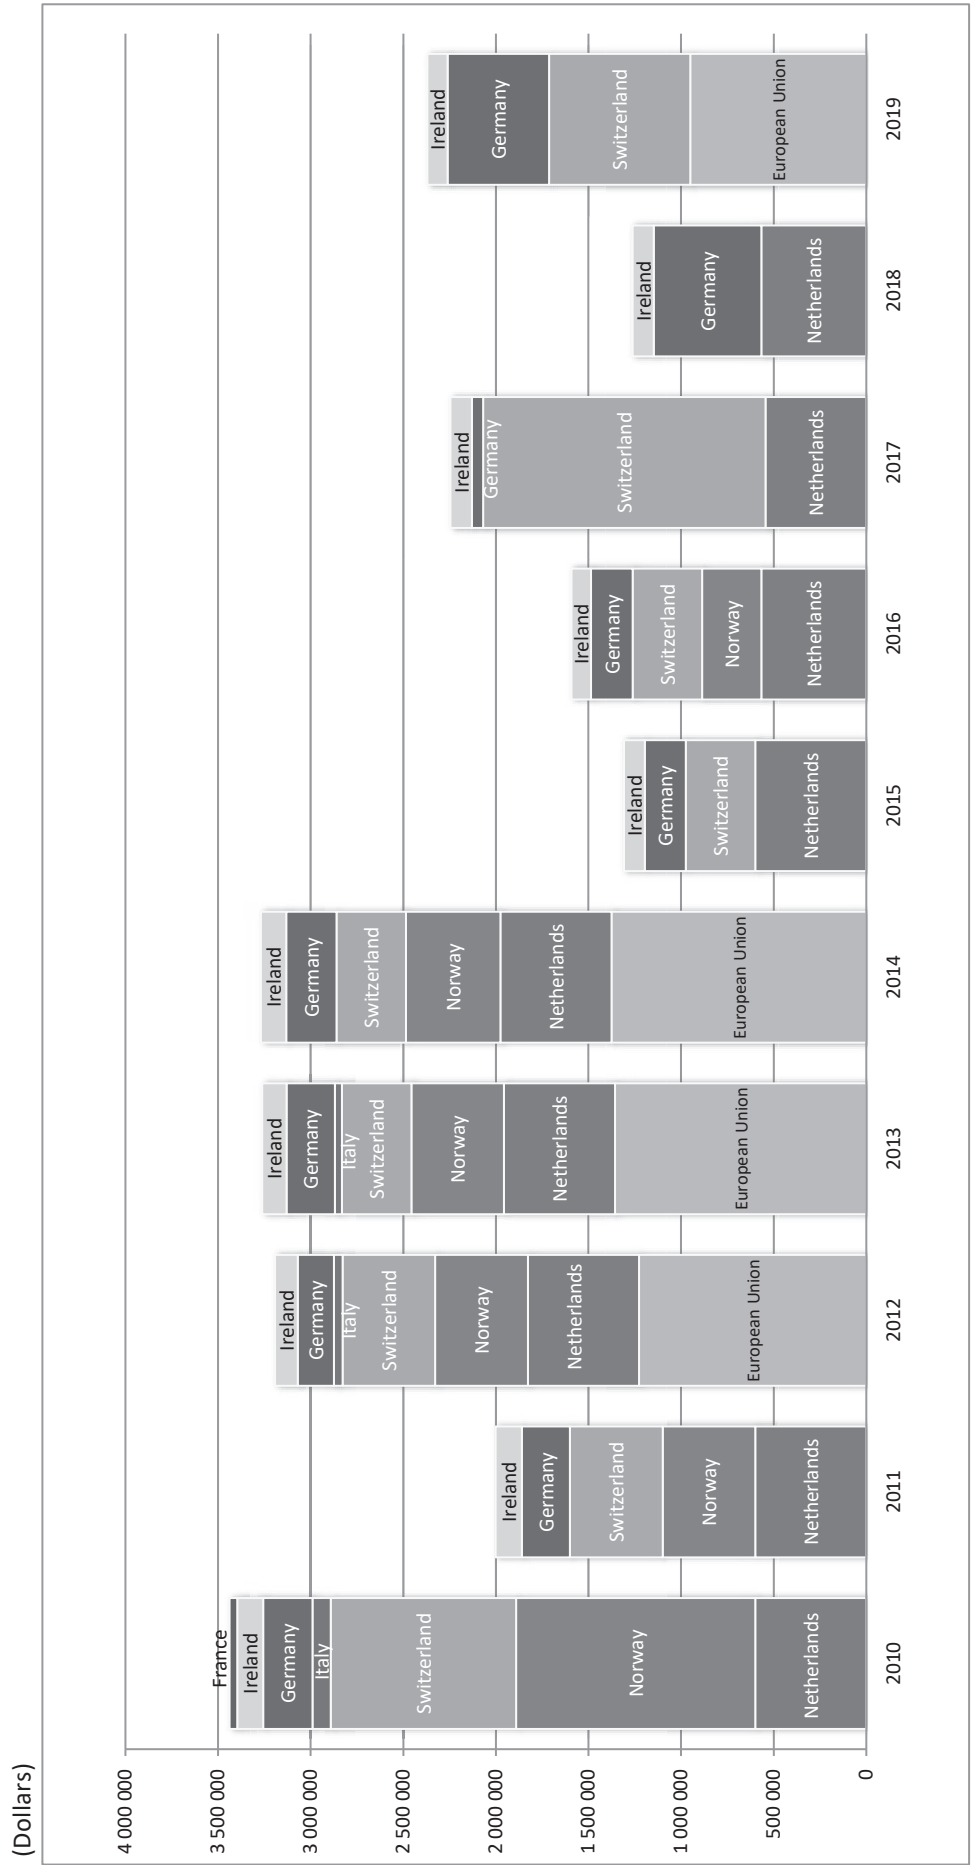 (Dollars)
4 000 000
3 500 000
3 000 000
2 500 000
2 000 000
1 500 000
1 000 000
500 000
0
France
Ireland
Germany
Italy
Switzerland
Norway
Netherlands
2010
Ireland
Germany
Switzerland
Norway
Netherlands
2011
Ireland
Germany
Italy
Switzerland
Norway
Netherlands
European Union
2012
Ireland
Germany
Italy
Switzerland
Norway
Netherlands
European Union
2013
Ireland
Germany
Switzerland
Norway
Netherlands
European Union
2014
Ireland
Germany
Switzerland
Netherlands
2015
Ireland
Germany
Switzerland
Norway
Netherlands
2016
Ireland
Germany
Switzerland
Netherlands
2017
Ireland
Germany
Netherlands
2018
Ireland
Germany
Switzerland
European Union
2019